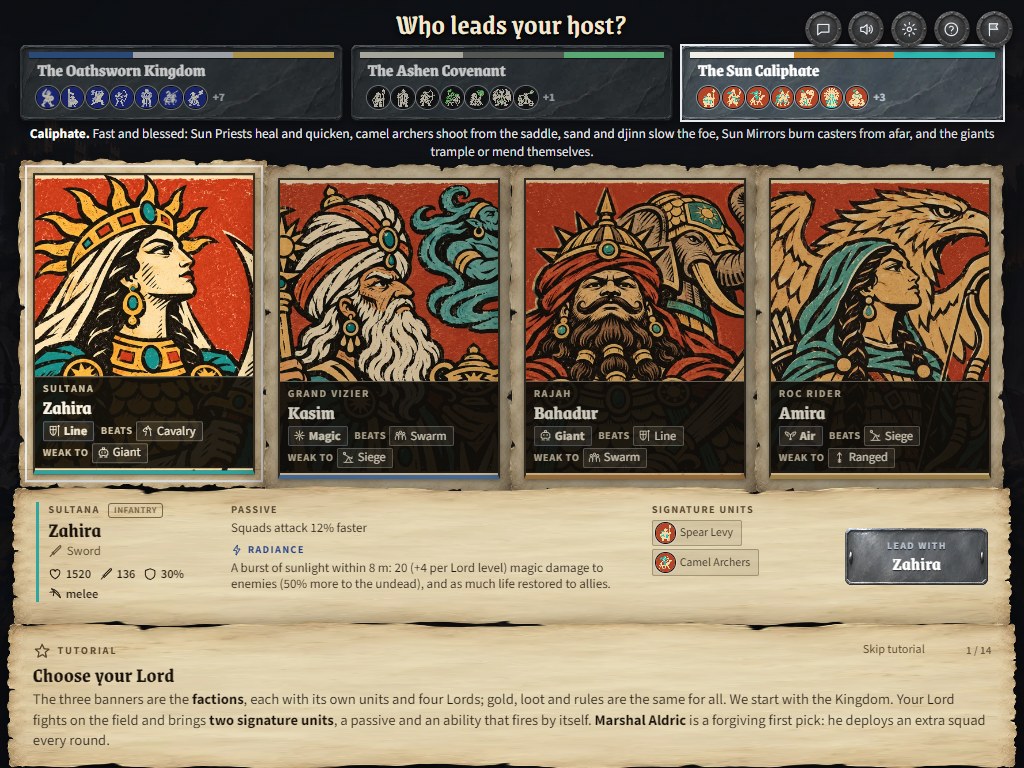 Who leads your host?
The Oathsworn Kingdom
+7
The Ashen Covenant
+1
The Sun Caliphate
+3
Caliphate. Fast and blessed: Sun Priests heal and quicken, camel archers shoot from the saddle, sand and djinn slow the foe, Sun Mirrors burn casters from afar, and the giants
trample or mend themselves.
SULTANA
Zahira
Line BEATS Cavalry
WEAK TO Giant
GRAND VIZIER
Kasim
Magic BEATS Swarm
WEAK TO Siege
RAJAH
Bahadur
Giant BEATS Line
WEAK TO Swarm
ROC RIDER
Amira
Air BEATS Siege
WEAK TO Ranged
SULTANA INFANTRY
Zahira
Sword
1520 136 30%
melee
PASSIVE
Squads attack 12% faster
RADIANCE
A burst of sunlight within 8 m: 20 (+4 per Lord level) magic damage to
enemies (50% more to the undead), and as much life restored to allies.
SIGNATURE UNITS
Spear Levy
Camel Archers
LEAD WITH
Zahira
TUTORIAL
Skip tutorial
1 / 14
Choose your Lord
The three banners are the factions, each with its own units and four Lords; gold, loot and rules are the same for all. We start with the Kingdom. Your Lord
fights on the field and brings two signature units, a passive and an ability that fires by itself. Marshal Aldric is a forgiving first pick: he deploys an extra squad
every round.